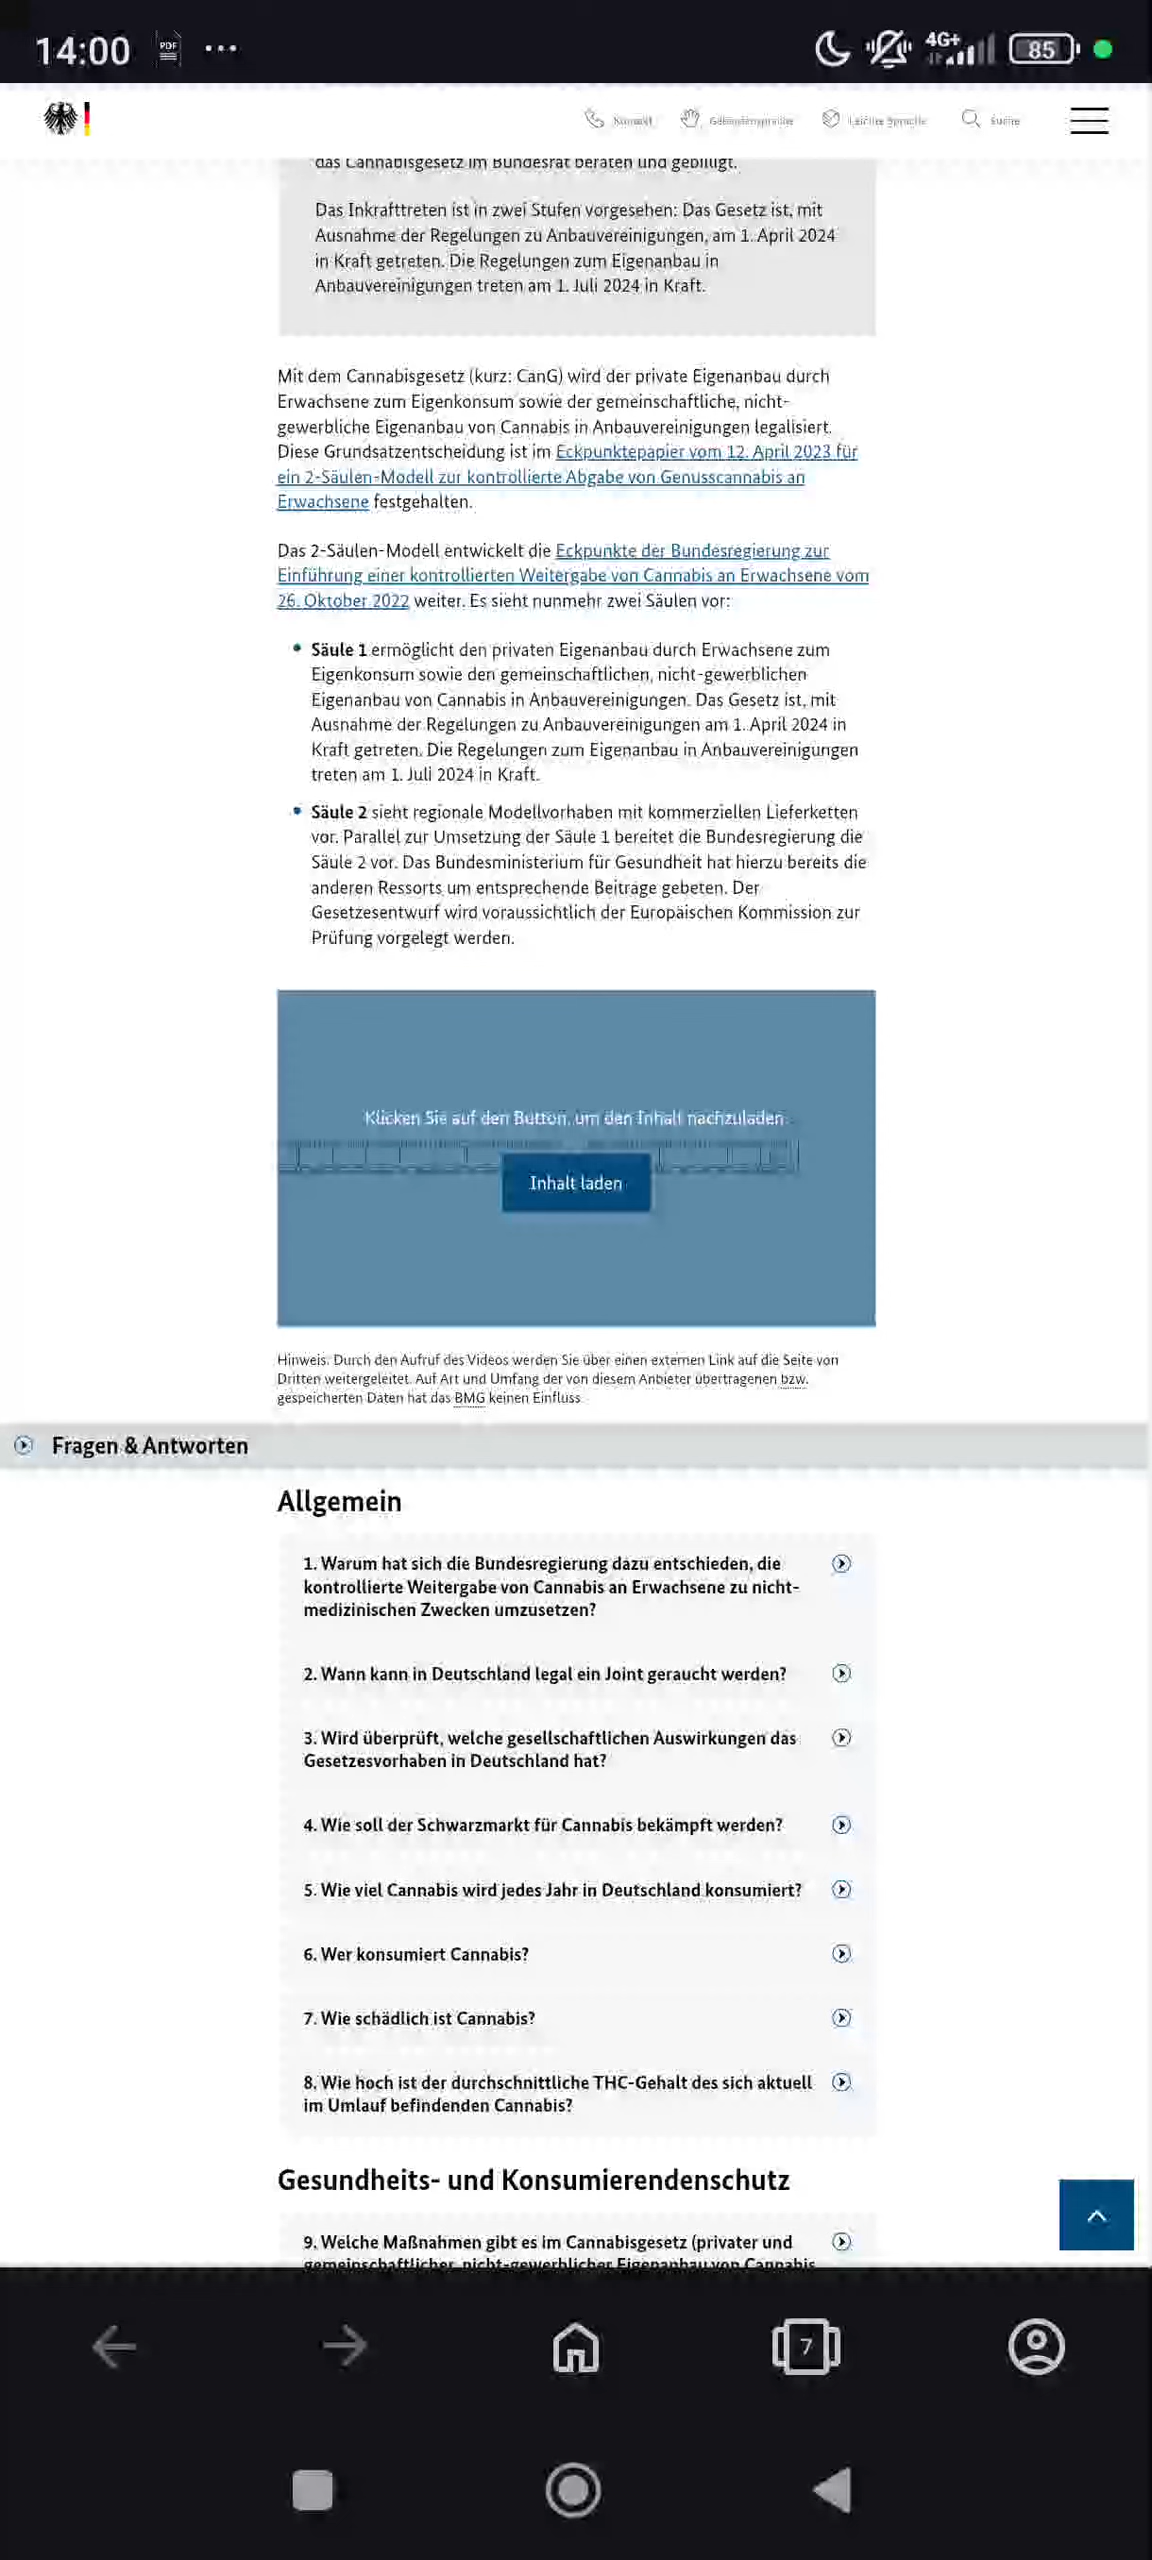 14:00
PDF
4G+
85
Kontakt
Gebärdensprache
Leichte Sprache
Suche
das Cannabisgesetz im Bundesrat beraten und gebilligt.
Das Inkrafttreten ist in zwei Stufen vorgesehen: Das Gesetz ist, mit
Ausnahme der Regelungen zu Anbauvereinigungen, am 1. April 2024
in Kraft getreten. Die Regelungen zum Eigenanbau in
Anbauvereinigungen treten am 1. Juli 2024 in Kraft.
Mit dem Cannabisgesetz (kurz: CanG) wird der private Eigenanbau durch
Erwachsene zum Eigenkonsum sowie der gemeinschaftliche, nicht-
gewerbliche Eigenanbau von Cannabis in Anbauvereinigungen legalisiert.
Diese Grundsatzentscheidung ist im Eckpunktepapier vom 12. April 2023 für
ein 2-Säulen-Modell zur kontrollierte Abgabe von Genusscannabis an
Erwachsene festgehalten.
Das 2-Säulen-Modell entwickelt die Eckpunkte der Bundesregierung zur
Einführung einer kontrollierten Weitergabe von Cannabis an Erwachsene vom
26. Oktober 2022 weiter. Es sieht nunmehr zwei Säulen vor:
• Säule 1 ermöglicht den privaten Eigenanbau durch Erwachsene zum
Eigenkonsum sowie den gemeinschaftlichen, nicht-gewerblichen
Eigenanbau von Cannabis in Anbauvereinigungen. Das Gesetz ist, mit
Ausnahme der Regelungen zu Anbauvereinigungen am 1. April 2024 in
Kraft getreten. Die Regelungen zum Eigenanbau in Anbauvereinigungen
treten am 1. Juli 2024 in Kraft.
• Säule 2 sieht regionale Modellvorhaben mit kommerziellen Lieferketten
vor. Parallel zur Umsetzung der Säule 1 bereitet die Bundesregierung die
Säule 2 vor. Das Bundesministerium für Gesundheit hat hierzu bereits die
anderen Ressorts um entsprechende Beiträge gebeten. Der
Gesetzesentwurf wird voraussichtlich der Europäischen Kommission zur
Prüfung vorgelegt werden.
Klicken Sie auf den Button, um den Inhalt nachzuladen.
Inhalt laden
Hinweis: Durch den Aufruf des Videos werden Sie über einen externen Link auf die Seite von
Dritten weitergeleitet. Auf Art und Umfang der von diesem Anbieter übertragenen bzw.
gespeicherten Daten hat das BMG keinen Einfluss.
Fragen & Antworten
Allgemein
1. Warum hat sich die Bundesregierung dazu entschieden, die
kontrollierte Weitergabe von Cannabis an Erwachsene zu nicht-
medizinischen Zwecken umzusetzen?
2. Wann kann in Deutschland legal ein Joint geraucht werden?
3. Wird überprüft, welche gesellschaftlichen Auswirkungen das
Gesetzesvorhaben in Deutschland hat?
4. Wie soll der Schwarzmarkt für Cannabis bekämpft werden?
5. Wie viel Cannabis wird jedes Jahr in Deutschland konsumiert?
6. Wer konsumiert Cannabis?
7. Wie schädlich ist Cannabis?
8. Wie hoch ist der durchschnittliche THC-Gehalt des sich aktuell
im Umlauf befindenden Cannabis?
Gesundheits- und Konsumierendenschutz
9. Welche Maßnahmen gibt es im Cannabisgesetz (privater und
gemeinschaftlicher, nicht-gewerblicher Eigenanbau von Cannabis
7